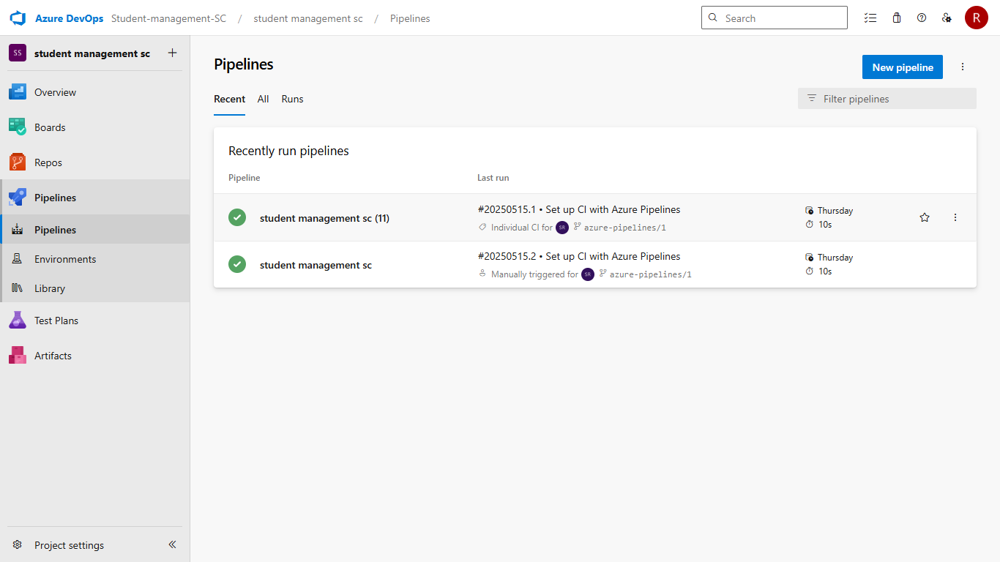 Azure DevOps Student-management-SC / student management sc / Pipelines Search R
SS student management sc
Overview
Boards
Repos
Pipelines
Pipelines
Environments
Library
Test Plans
Artifacts
Project settings
Pipelines
New pipeline
Recent All Runs
Filter pipelines
Recently run pipelines
Pipeline Last run
student management sc (11)
#20250515.1 • Set up CI with Azure Pipelines
Individual CI for SR azure-pipelines/1
Thursday
10s
student management sc
#20250515.2 • Set up CI with Azure Pipelines
Manually triggered for SR azure-pipelines/1
Thursday
10s